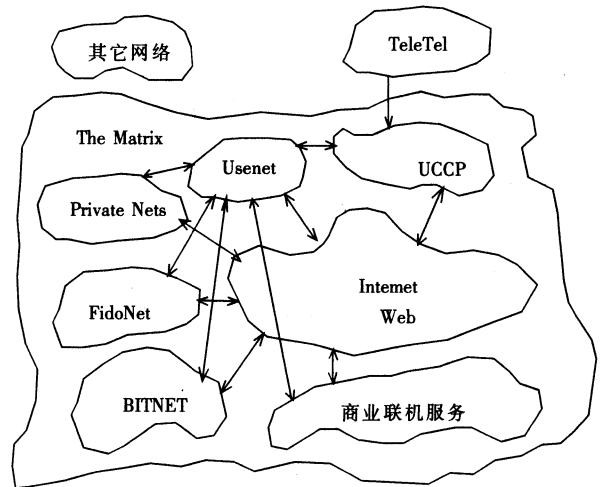 其它网络
TeleTel
The Matrix
Usenet
UCCP
Private Nets
Intemet
Web
FidoNet
BITNET
商业联机服务